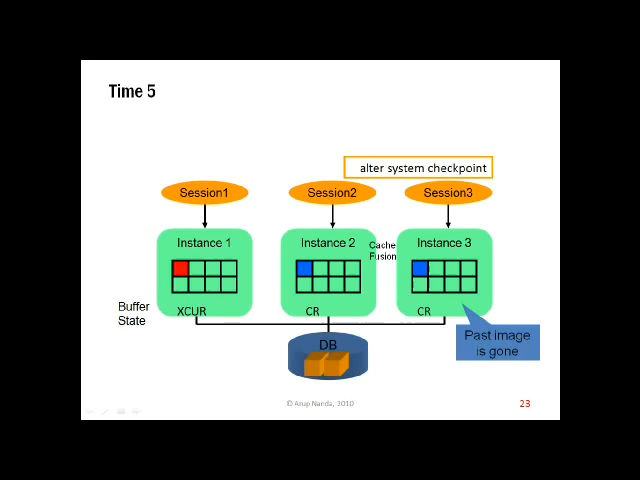 Time 5
alter system checkpoint
Session1
Session2
Session3
Instance 1
Instance 2
Cache
Fusion
Instance 3
Buffer
State
XCUR
CR
CR
DB
Past image
is gone
© Arup Nanda, 2010
23